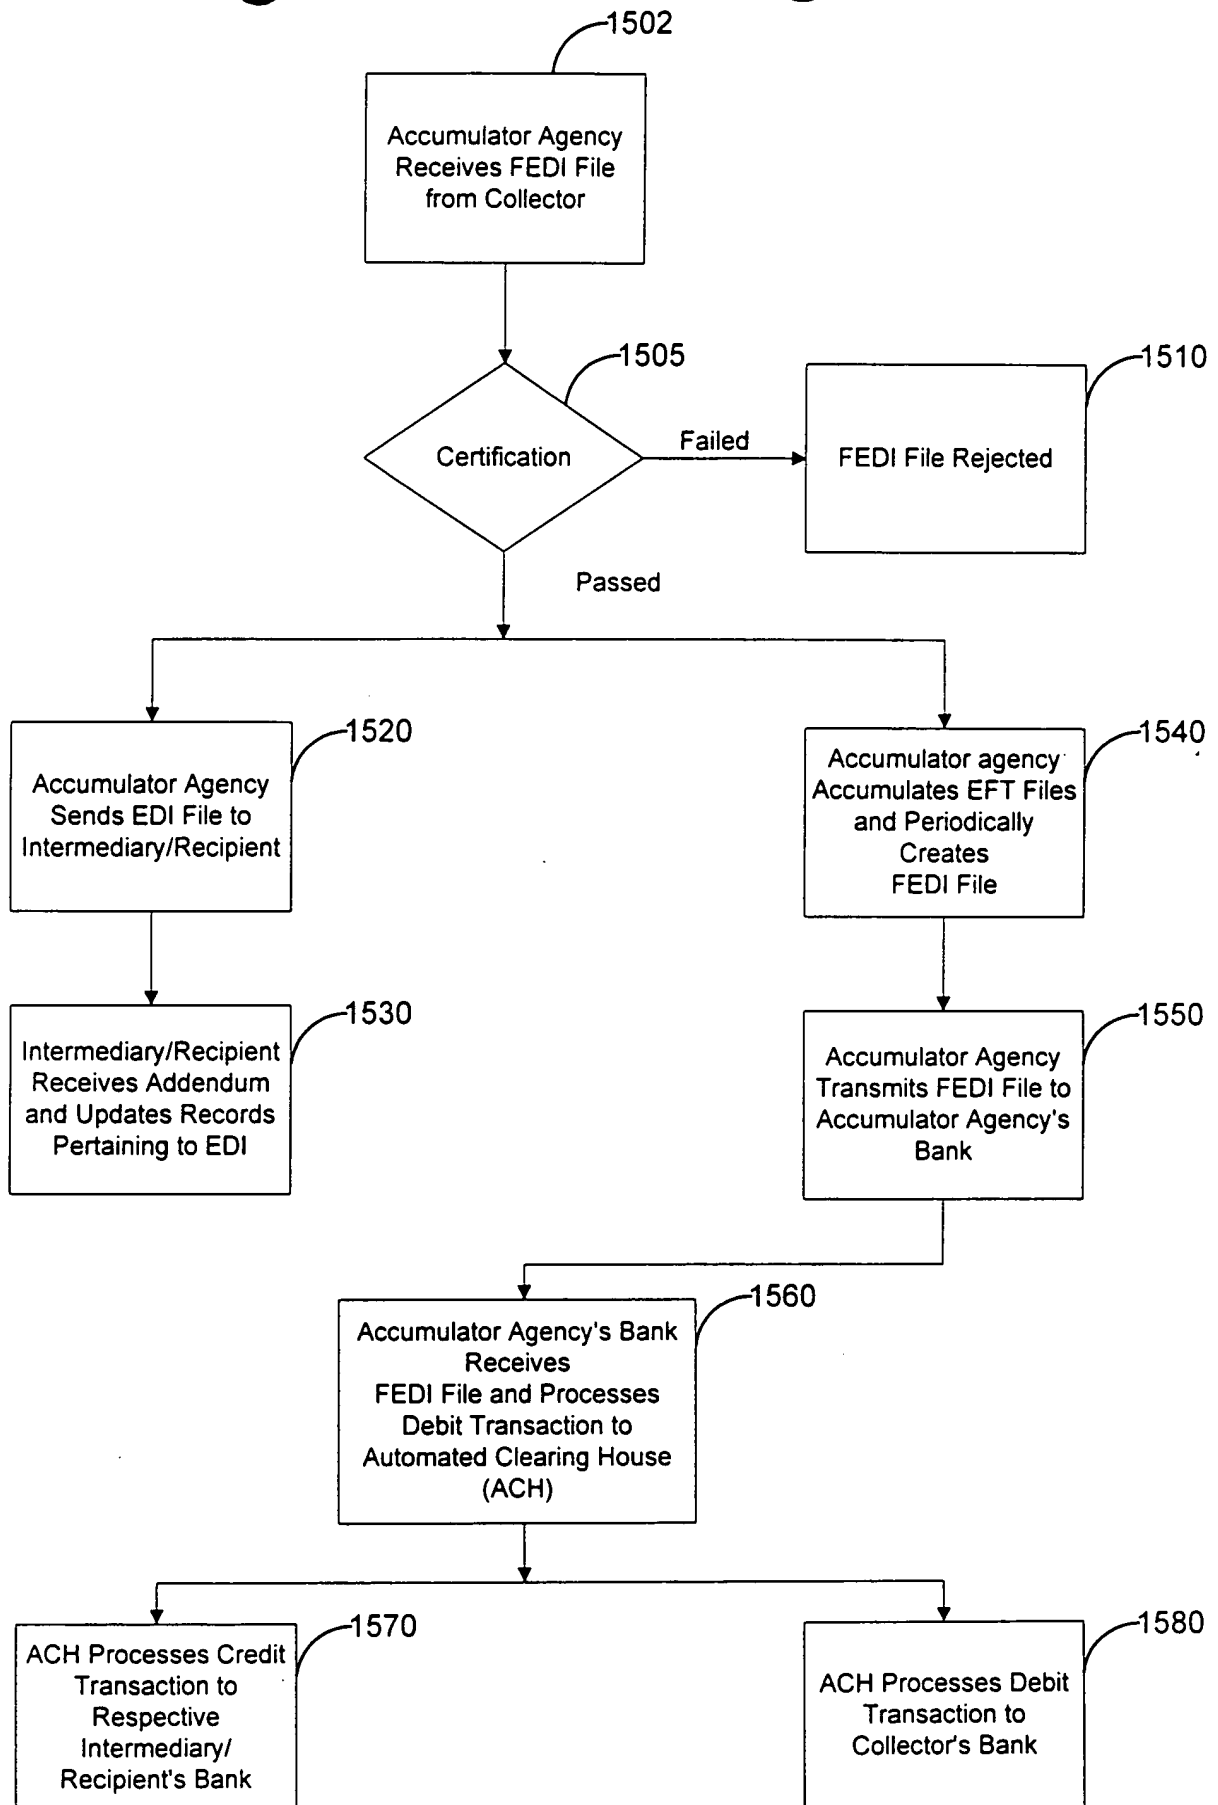 1502
Accumulator Agency
Receives FEDI File
from Collector
1505
Certification
Failed
1510
FEDI File Rejected
Passed
1520
Accumulator Agency
Sends EDI File to
Intermediary/Recipient
1540
Accumulator agency
Accumulates EFT Files
and Periodically
Creates
FEDI File
1530
Intermediary/Recipient
Receives Addendum
and Updates Records
Pertaining to EDI
1550
Accumulator Agency
Transmits FEDI File to
Accumulator Agency's
Bank
1560
Accumulator Agency's Bank
Receives
FEDI File and Processes
Debit Transaction to
Automated Clearing House
(ACH)
1570
ACH Processes Credit
Transaction to
Respective
Intermediary/
Recipient's Bank
1580
ACH Processes Debit
Transaction to
Collector's Bank